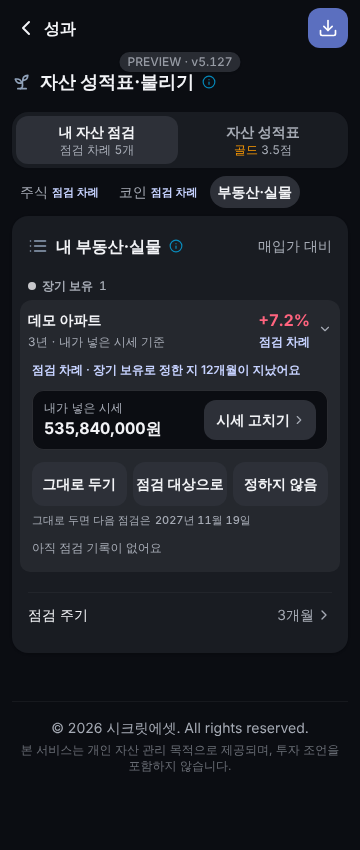 성과
PREVIEW · v5.127
자산 성적표·불리기
내 자산 점검
점검 차례 5개
자산 성적표
골드 3.5점
주식 점검 차례
코인 점검 차례
부동산·실물
내 부동산·실물
매입가 대비
장기 보유 1
데모 아파트
+7.2%
3년 · 내가 넣은 시세 기준
점검 차례
점검 차례 · 장기 보유로 정한 지 12개월이 지났어요
내가 넣은 시세
535,840,000원
시세 고치기
그대로 두기
점검 대상으로
정하지 않음
그대로 두면 다음 점검은 2027년 11월 19일
아직 점검 기록이 없어요
점검 주기
3개월
© 2026 시크릿에셋. All rights reserved.
본 서비스는 개인 자산 관리 목적으로 제공되며, 투자 조언을
포함하지 않습니다.